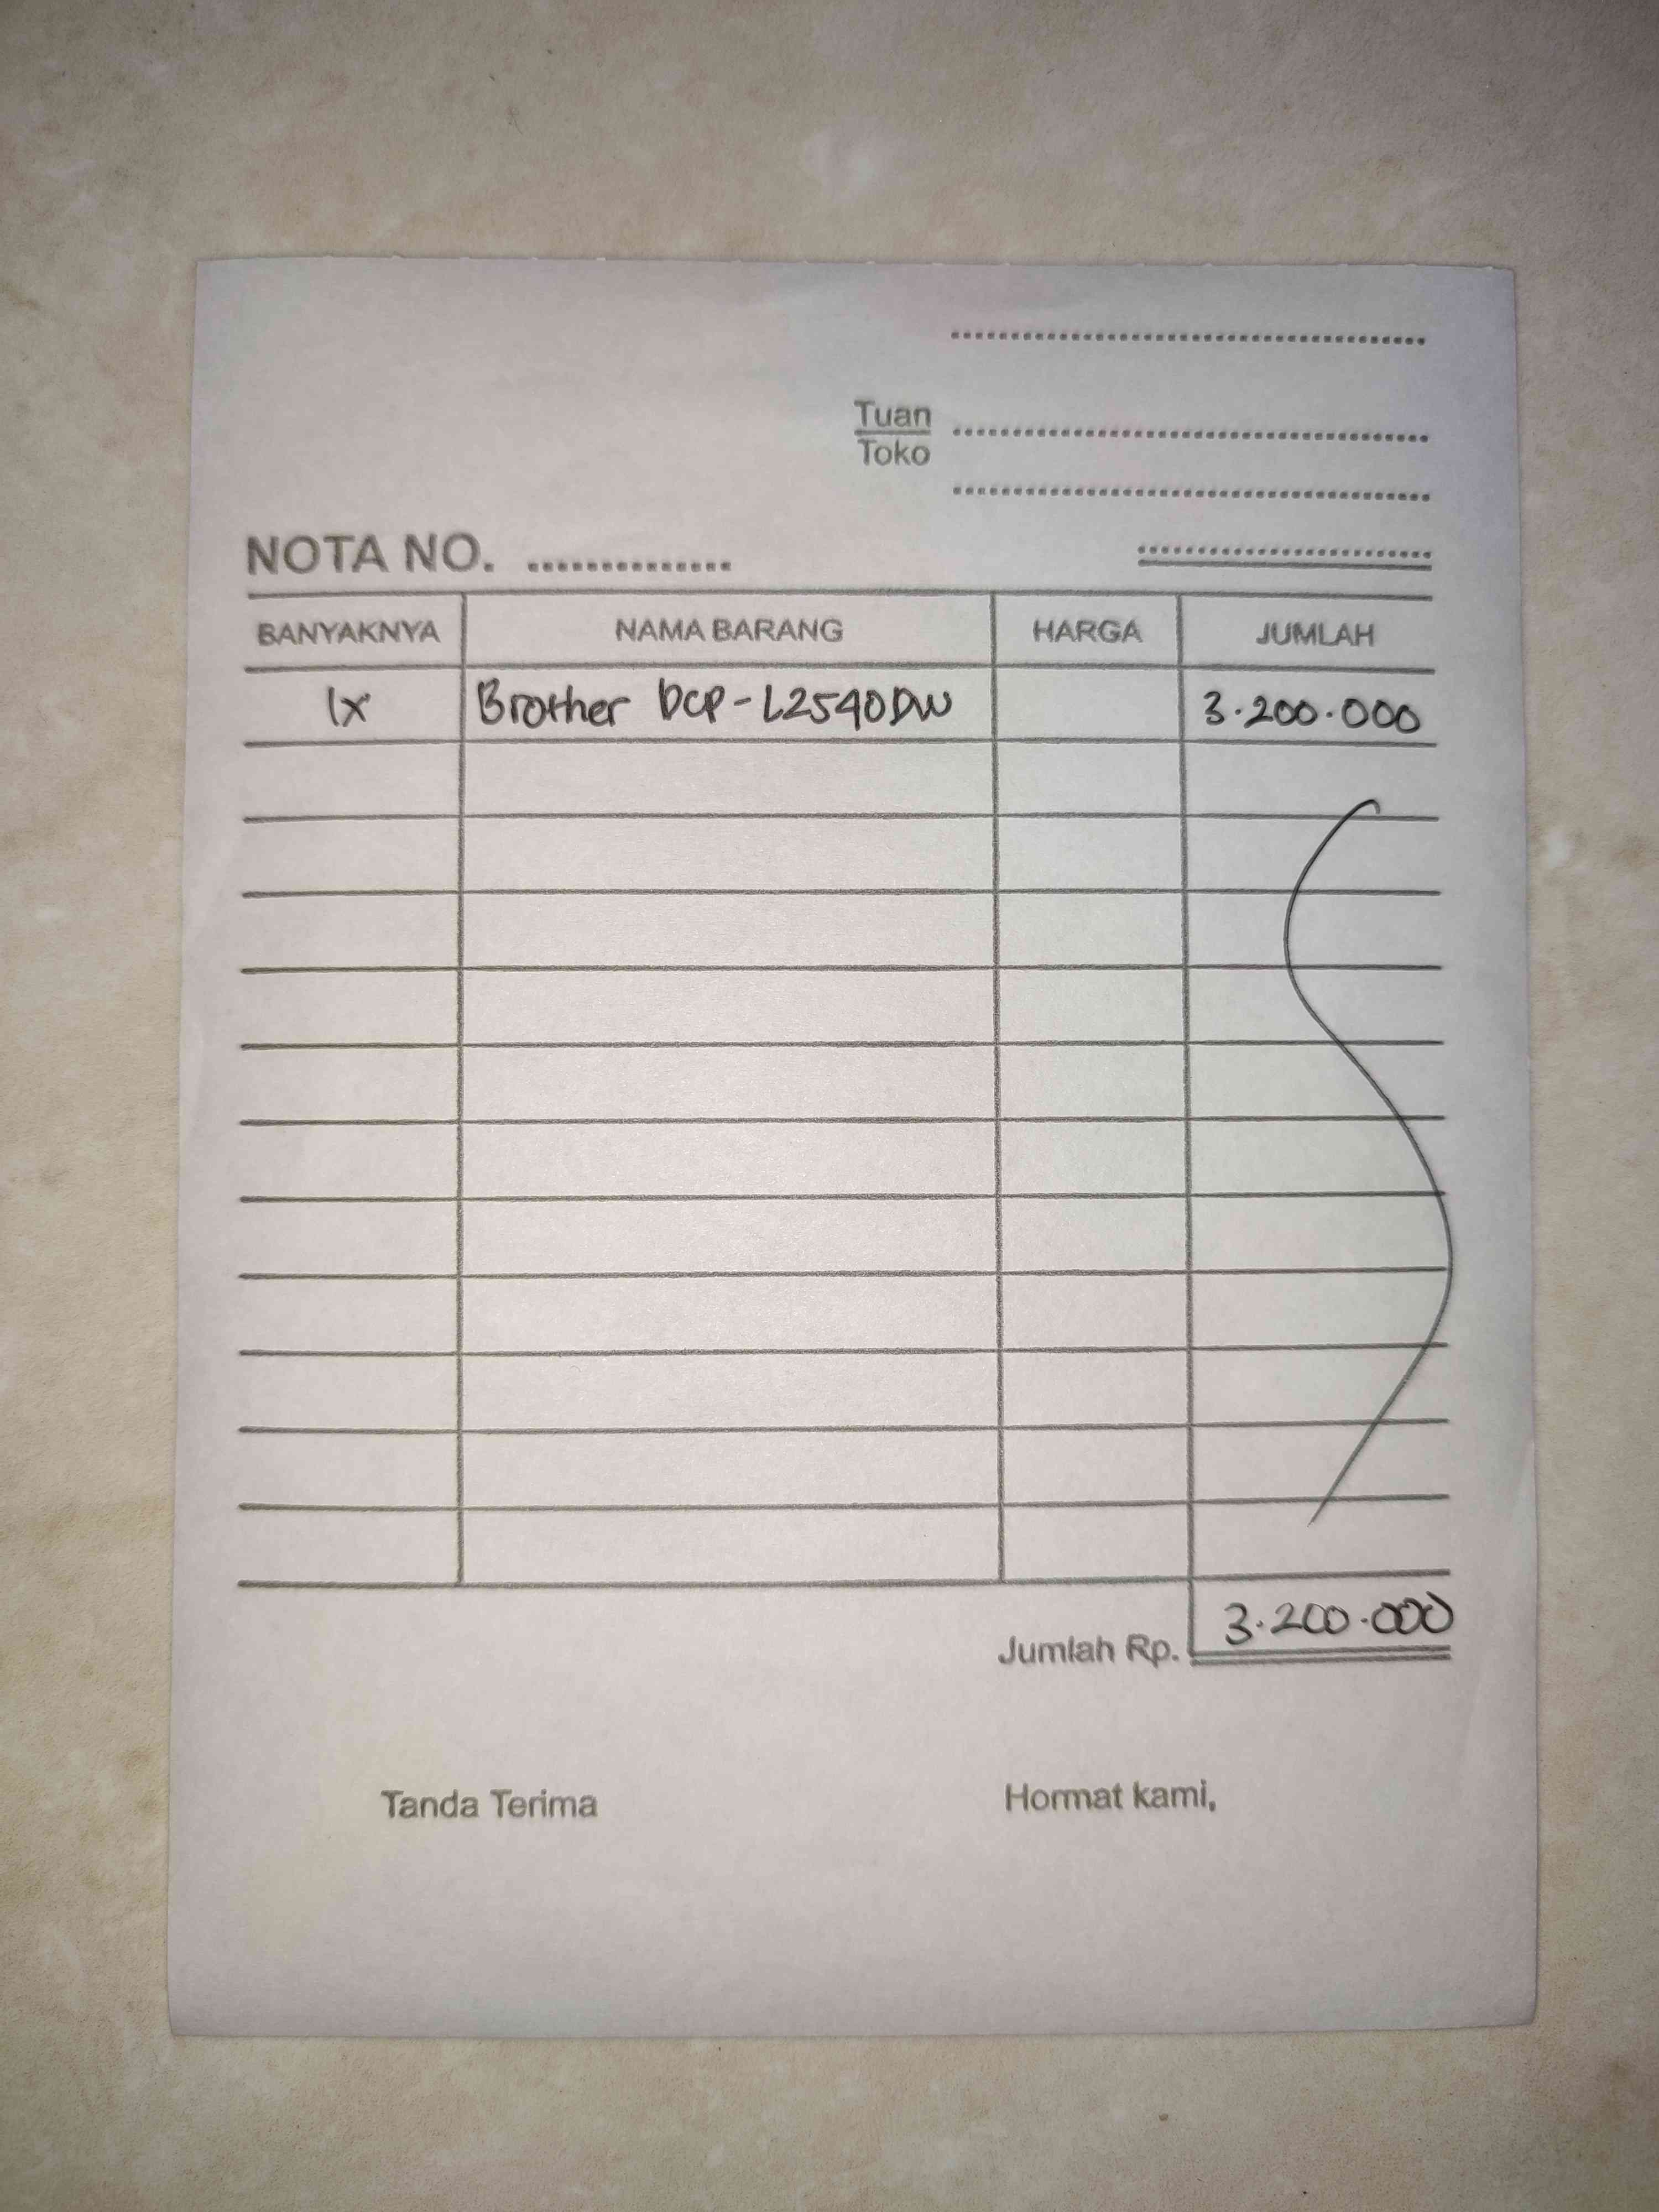 Tuan
Toko
NOTA NO. ..............
BANYAKNYA NAMA BARANG HARGA JUMLAH
1x Brother DCP-L2540DW 3.200.000
Jumlah Rp. 3.200.000
Tanda Terima Hormat kami,